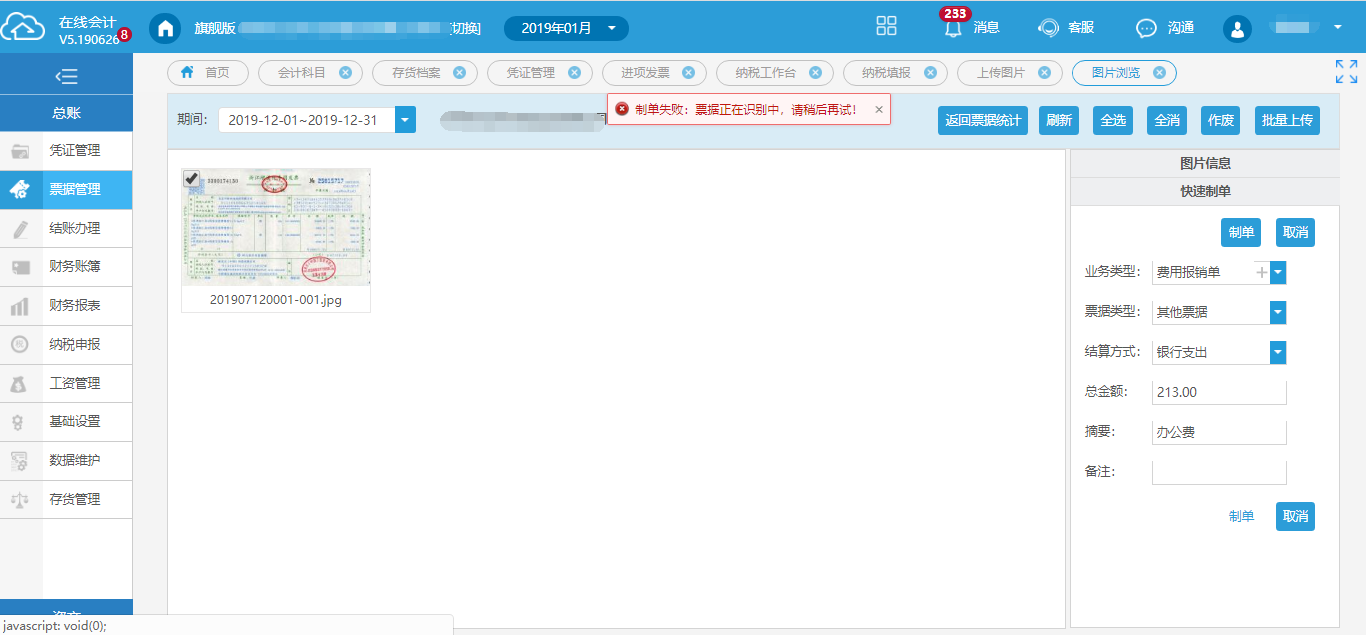 在线会计
V5.190626 8
旗舰版
[切换]
2019年01月
233
消息
客服
沟通
首页
会计科目
存货档案
凭证管理
进项发票
纳税工作台
纳税填报
上传图片
图片浏览
总账
凭证管理
票据管理
结账办理
财务账簿
财务报表
纳税申报
工资管理
基础设置
数据维护
存货管理
期间:
2019-12-01~2019-12-31
制单失败：票据正在识别中，请稍后再试！
返回票据统计
刷新
全选
全消
作废
批量上传
201907120001-001.jpg
图片信息
快速制单
制单
取消
业务类型:
费用报销单
票据类型:
其他票据
结算方式:
银行支出
总金额:
213.00
摘要:
办公费
备注:
制单
取消
javascript: void(0);